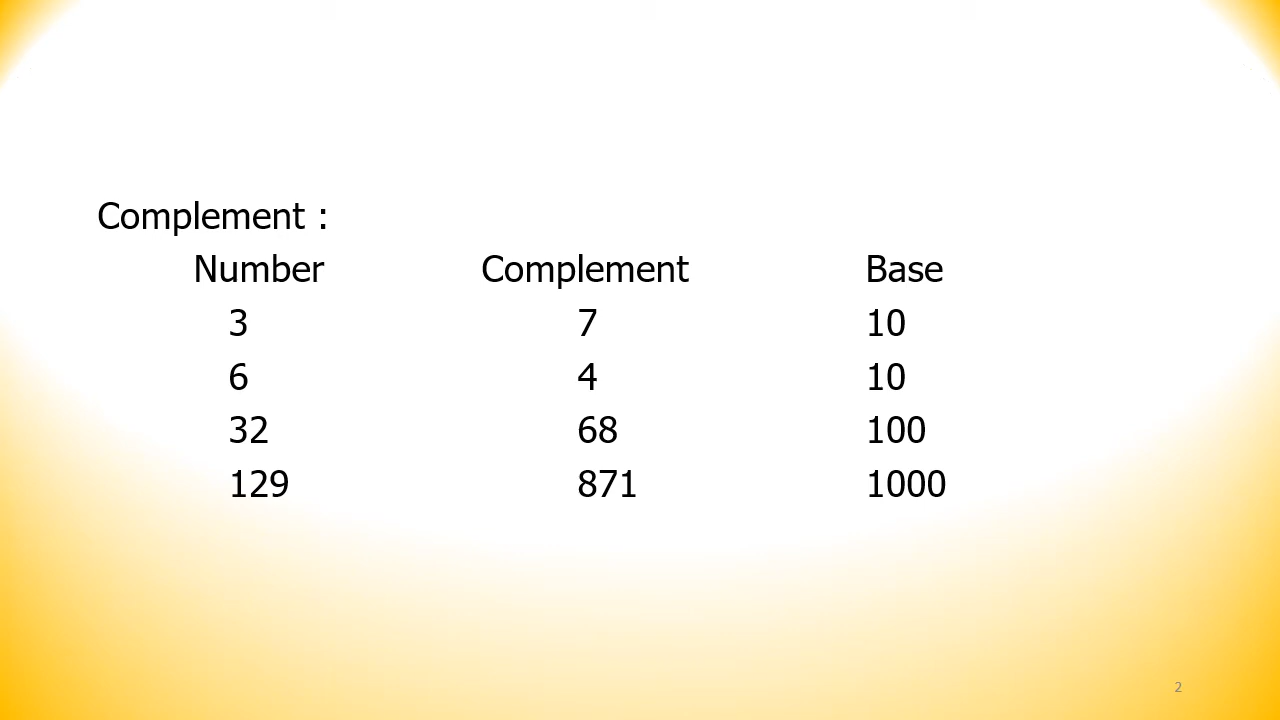 Complement :
Number Complement Base
3 7 10
6 4 10
32 68 100
129 871 1000
2